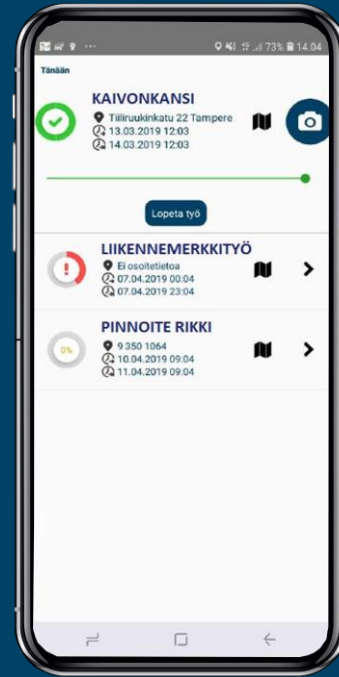 73% 14.04
Tänään
KAIVONKANSI
Tiiliruukinkatu 22 Tampere
13.03.2019 12:03
14.03.2019 12:03
Lopeta työ
LIIKENNEMERKKITYÖ
!
Ei osoitetietoa
07.04.2019 00:04
07.04.2019 23:04
PINNOITE RIKKI
0%
9 350 1064
10.04.2019 09:04
11.04.2019 09:04